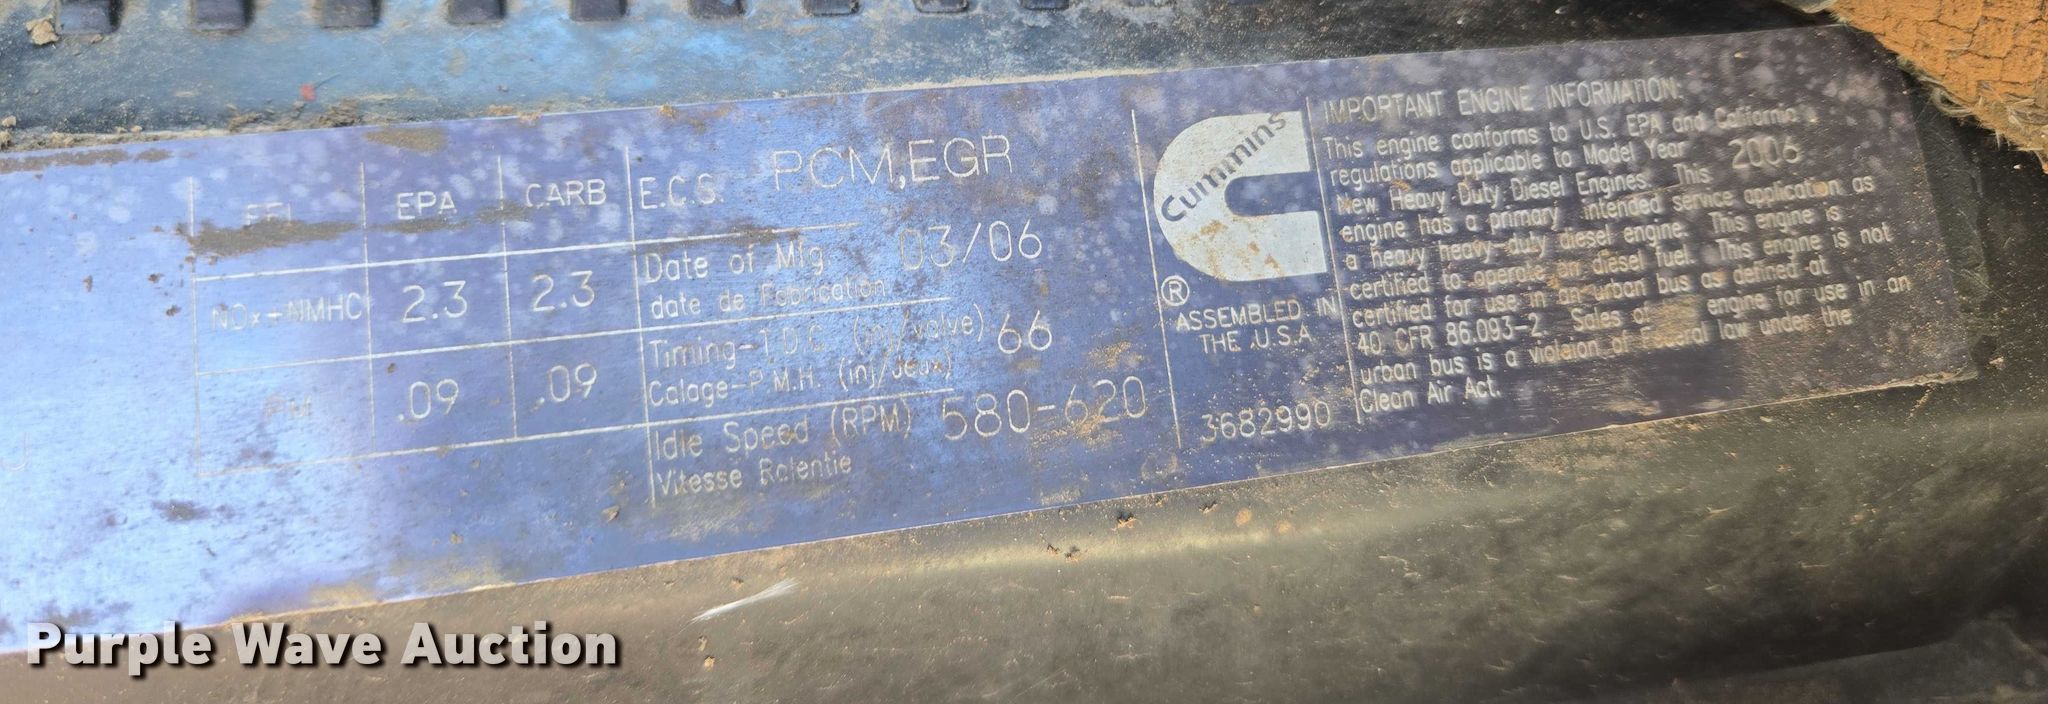 FEL EPA CARB
NOx+NMHC 2.3 2.3
PM .09 .09
E.C.S. PCM,EGR
Date of Mfg. 03/06
date de Fabrication
Timing-T.D.C. (inj/valve) 66
Calage-P.M.H. (inj/Jeux)
Idle Speed (RPM) 580-620
Vitesse Ralentie
Cummins
®
ASSEMBLED IN
THE U.S.A.
3682990
IMPORTANT ENGINE INFORMATION:
This engine conforms to U.S. EPA and California
regulations applicable to Model Year 2006
New Heavy Duty Diesel Engines. This
engine has a primary intended service application as
a heavy heavy-duty diesel engine. This engine is
certified to operate on diesel fuel. This engine is not
certified for use in an urban bus as defined at
40 CFR 86.093-2. Sales of engine for use in an
urban bus is a violation of Federal law under the
Clean Air Act.
Purple Wave Auction